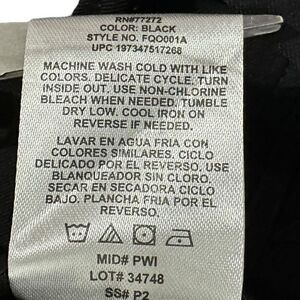 RN#77272
COLOR: BLACK
STYLE NO. FQO001A
UPC 197347517268
MACHINE WASH COLD WITH LIKE
COLORS. DELICATE CYCLE. TURN
INSIDE OUT. USE NON-CHLORINE
BLEACH WHEN NEEDED. TUMBLE
DRY LOW. COOL IRON ON
REVERSE IF NEEDED.
LAVAR EN AGUA FRIA CON
COLORES SIMILARES. CICLO
DELICADO POR EL REVERSO. USE
BLANQUEADOR SIN CLORO.
SECAR EN SECADORA CICLO
BAJO. PLANCHA FRIA POR EL
REVERSO.
MID# PWI
LOT# 34748
SS# P2